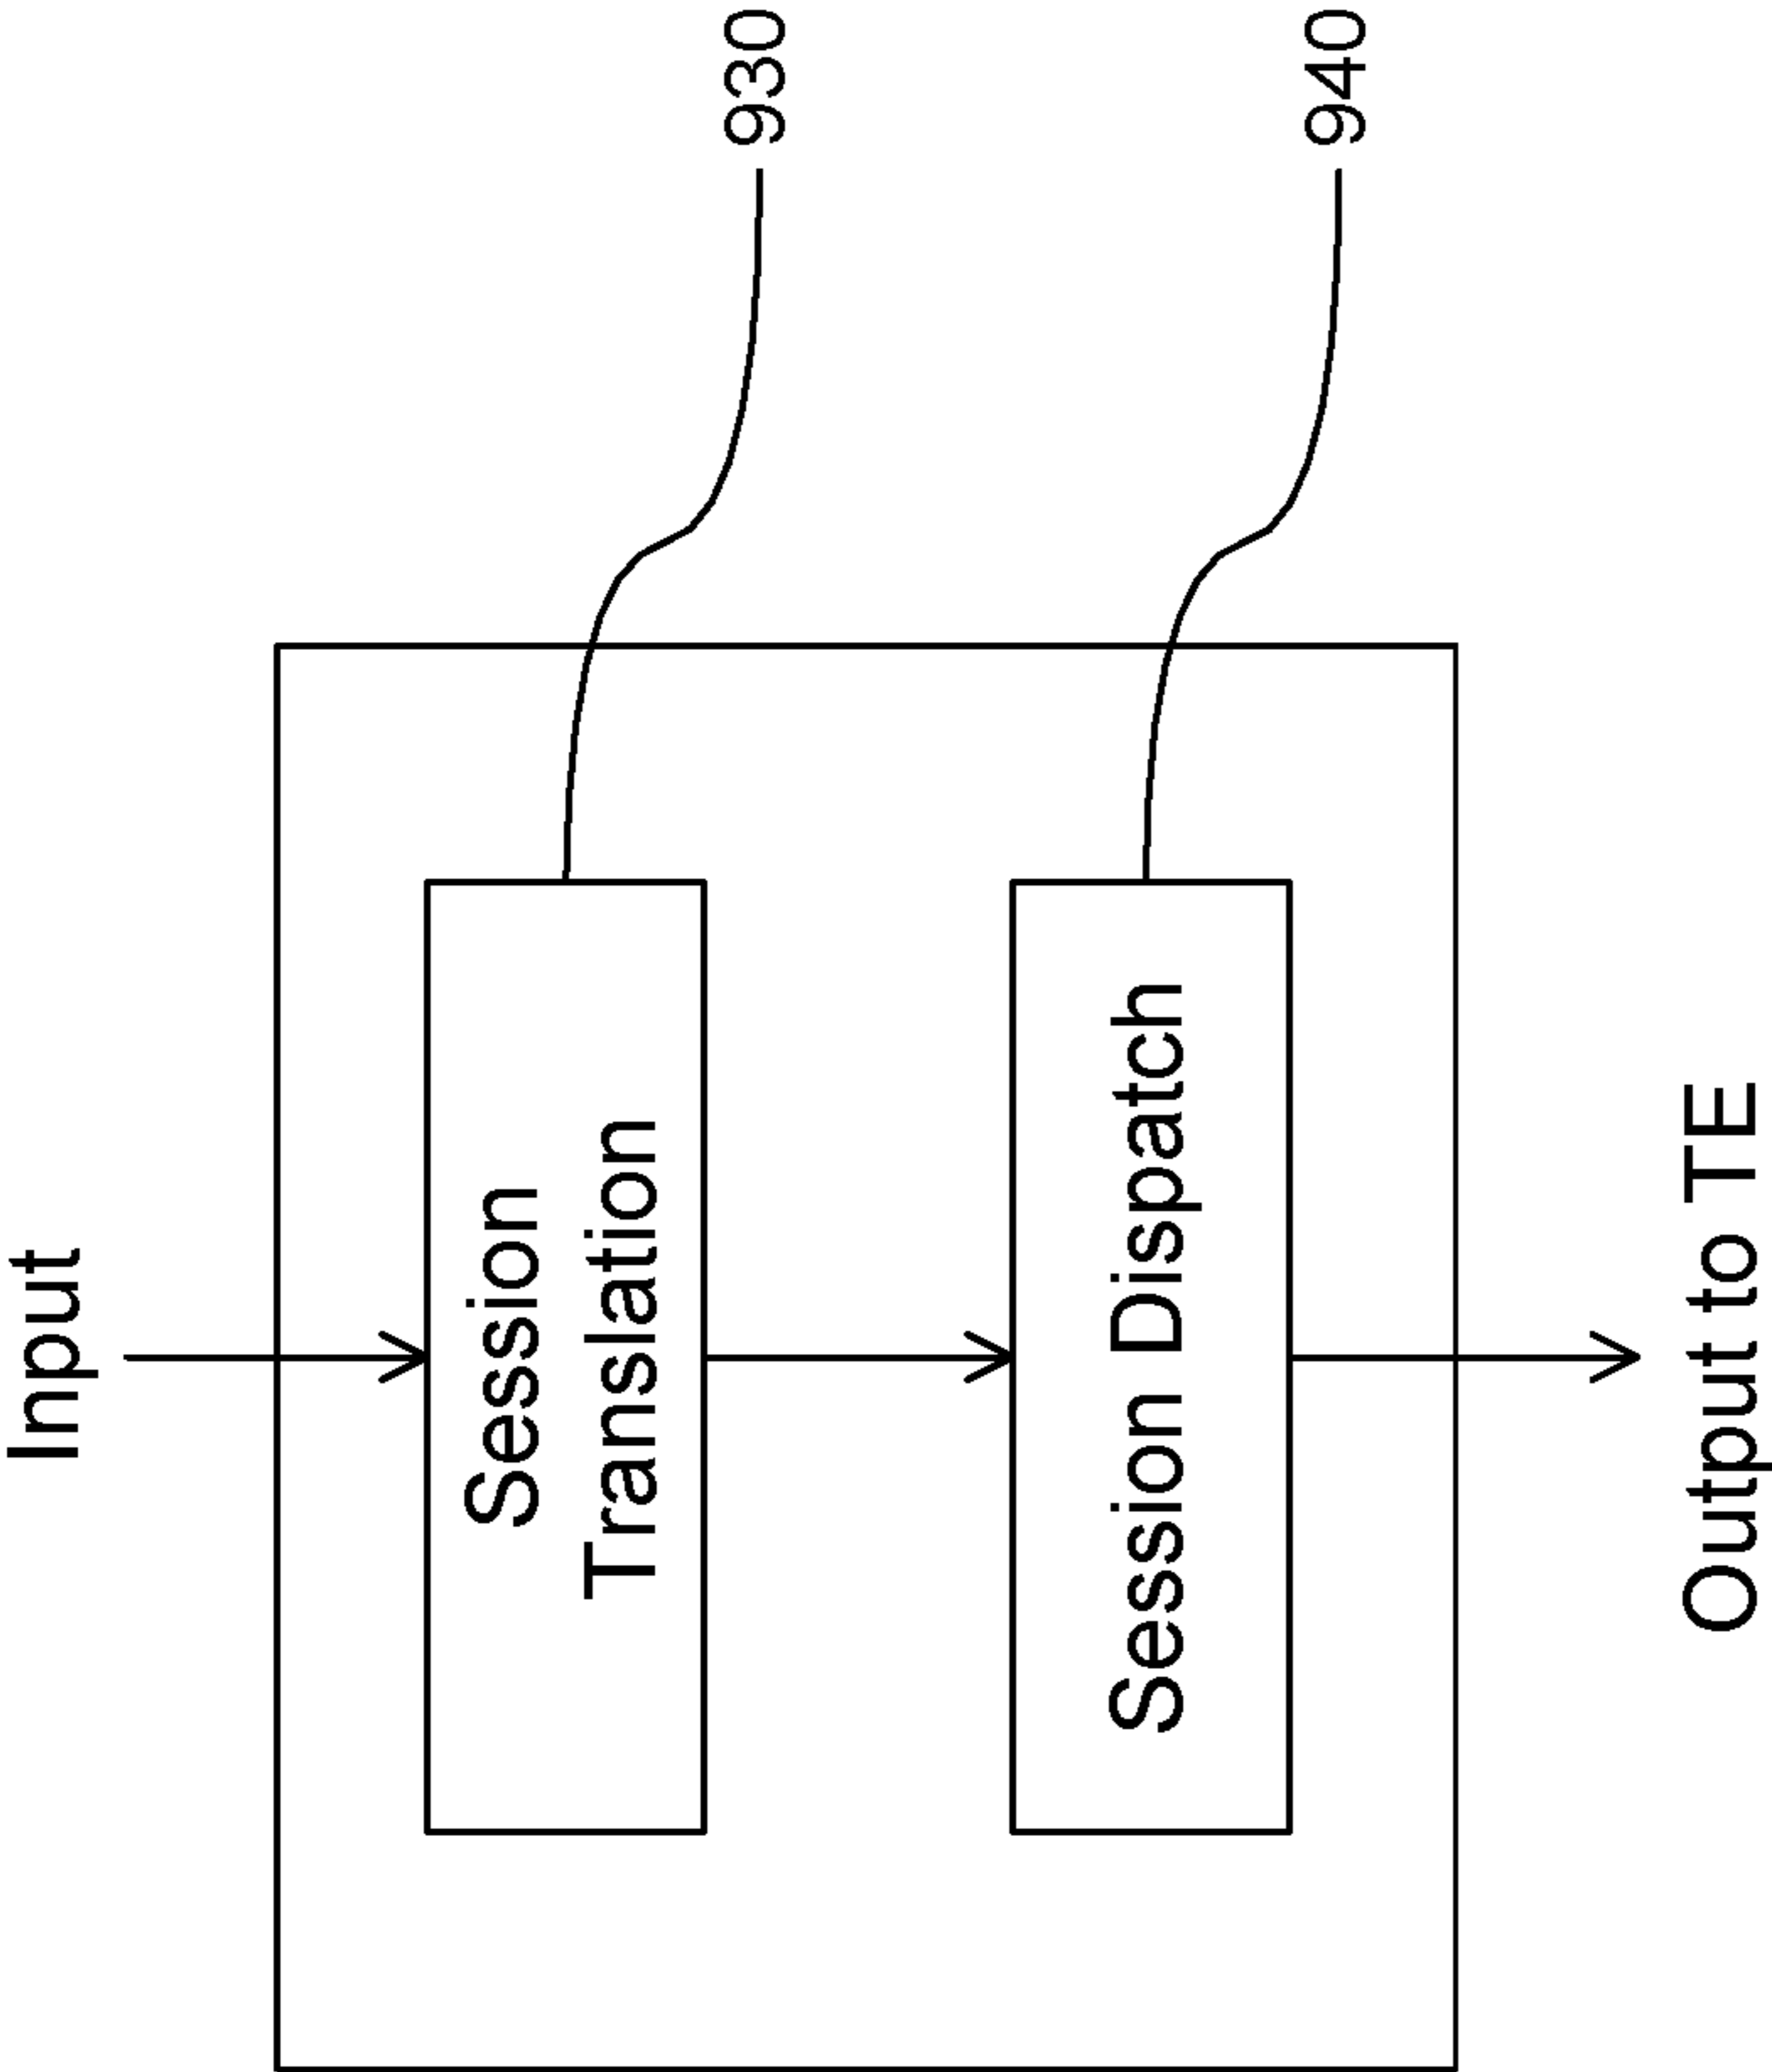 Input
Session
Translation
930
Session Dispatch
940
Output to TE